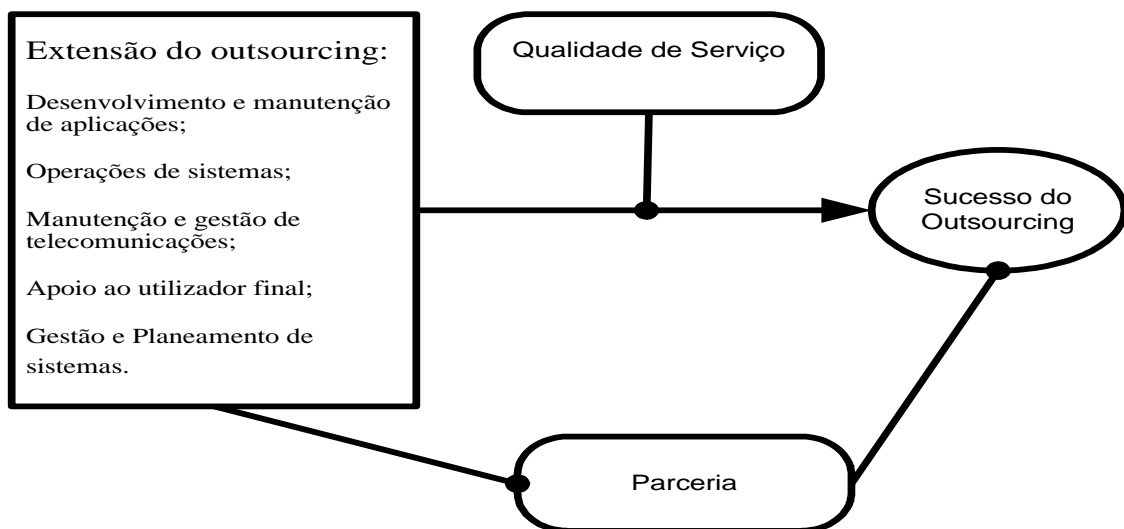 Extensão do outsourcing:
Desenvolvimento e manutenção
de aplicações;
Operações de sistemas;
Manutenção e gestão de
telecomunicações;
Apoio ao utilizador final;
Gestão e Planeamento de
sistemas.
Qualidade de Serviço
Sucesso do
Outsourcing
Parceria